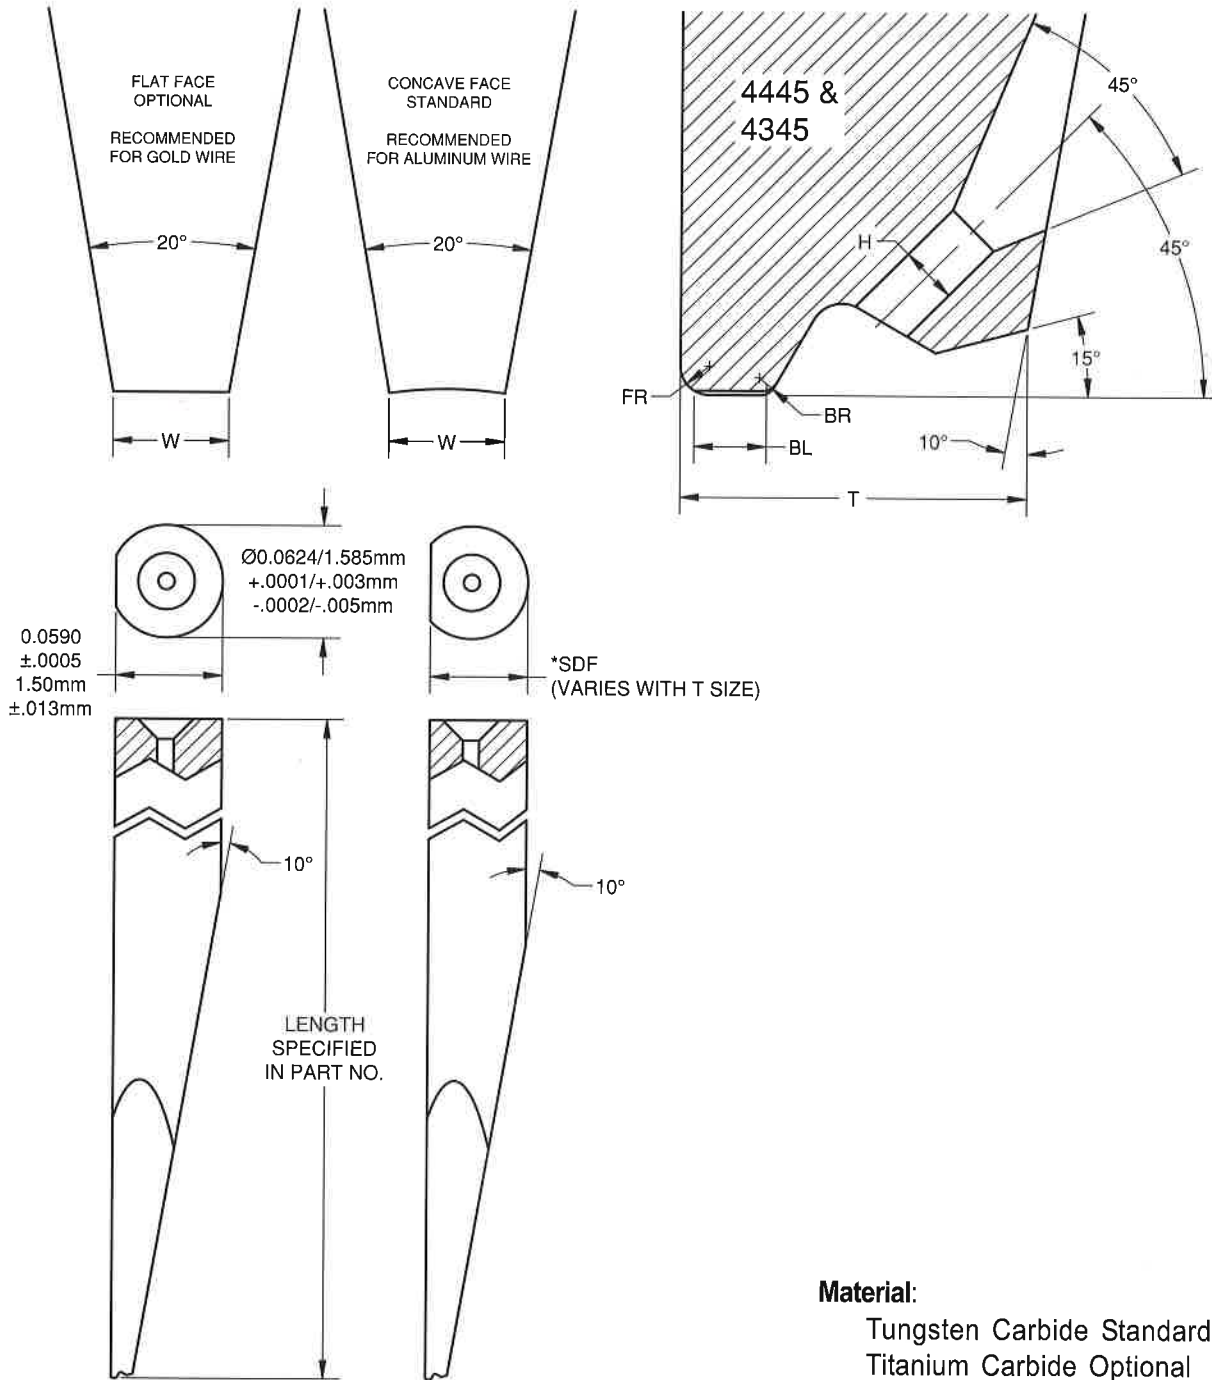 FLAT FACE
OPTIONAL
RECOMMENDED
FOR GOLD WIRE
CONCAVE FACE
STANDARD
RECOMMENDED
FOR ALUMINUM WIRE
20°
20°
W
W
4445 &
4345
45°
45°
H
15°
FR
BR
BL
10°
T
Ø0.0624/1.585mm
+.0001/+.003mm
-.0002/-.005mm
0.0590
±.0005
1.50mm
±.013mm
*SDF
(VARIES WITH T SIZE)
10°
10°
LENGTH
SPECIFIED
IN PART NO.
Material:
Tungsten Carbide Standard
Titanium Carbide Optional